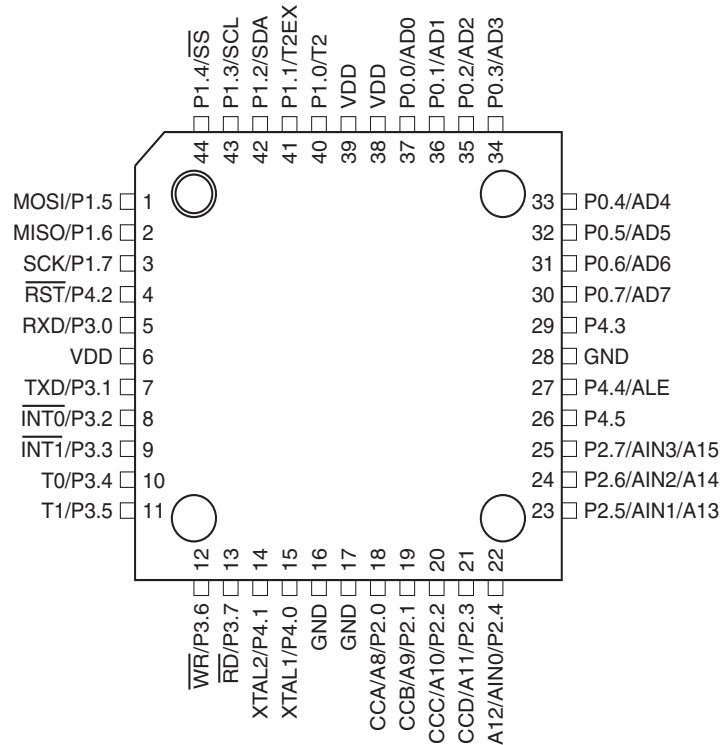 P1.4/SS
P1.3/SCL
P1.2/SDA
P1.1/T2EX
P1.0/T2
VDD
VDD
P0.0/AD0
P0.1/AD1
P0.2/AD2
P0.3/AD3
44
43
42
41
40
39
38
37
36
35
34
MOSI/P1.5 1
MISO/P1.6 2
SCK/P1.7 3
RST/P4.2 4
RXD/P3.0 5
VDD 6
TXD/P3.1 7
INT0/P3.2 8
INT1/P3.3 9
T0/P3.4 10
T1/P3.5 11
33 P0.4/AD4
32 P0.5/AD5
31 P0.6/AD6
30 P0.7/AD7
29 P4.3
28 GND
27 P4.4/ALE
26 P4.5
25 P2.7/AIN3/A15
24 P2.6/AIN2/A14
23 P2.5/AIN1/A13
12
13
14
15
16
17
18
19
20
21
22
WR/P3.6
RD/P3.7
XTAL2/P4.1
XTAL1/P4.0
GND
GND
CCA/A8/P2.0
CCB/A9/P2.1
CCC/A10/P2.2
CCD/A11/P2.3
A12/AIN0/P2.4